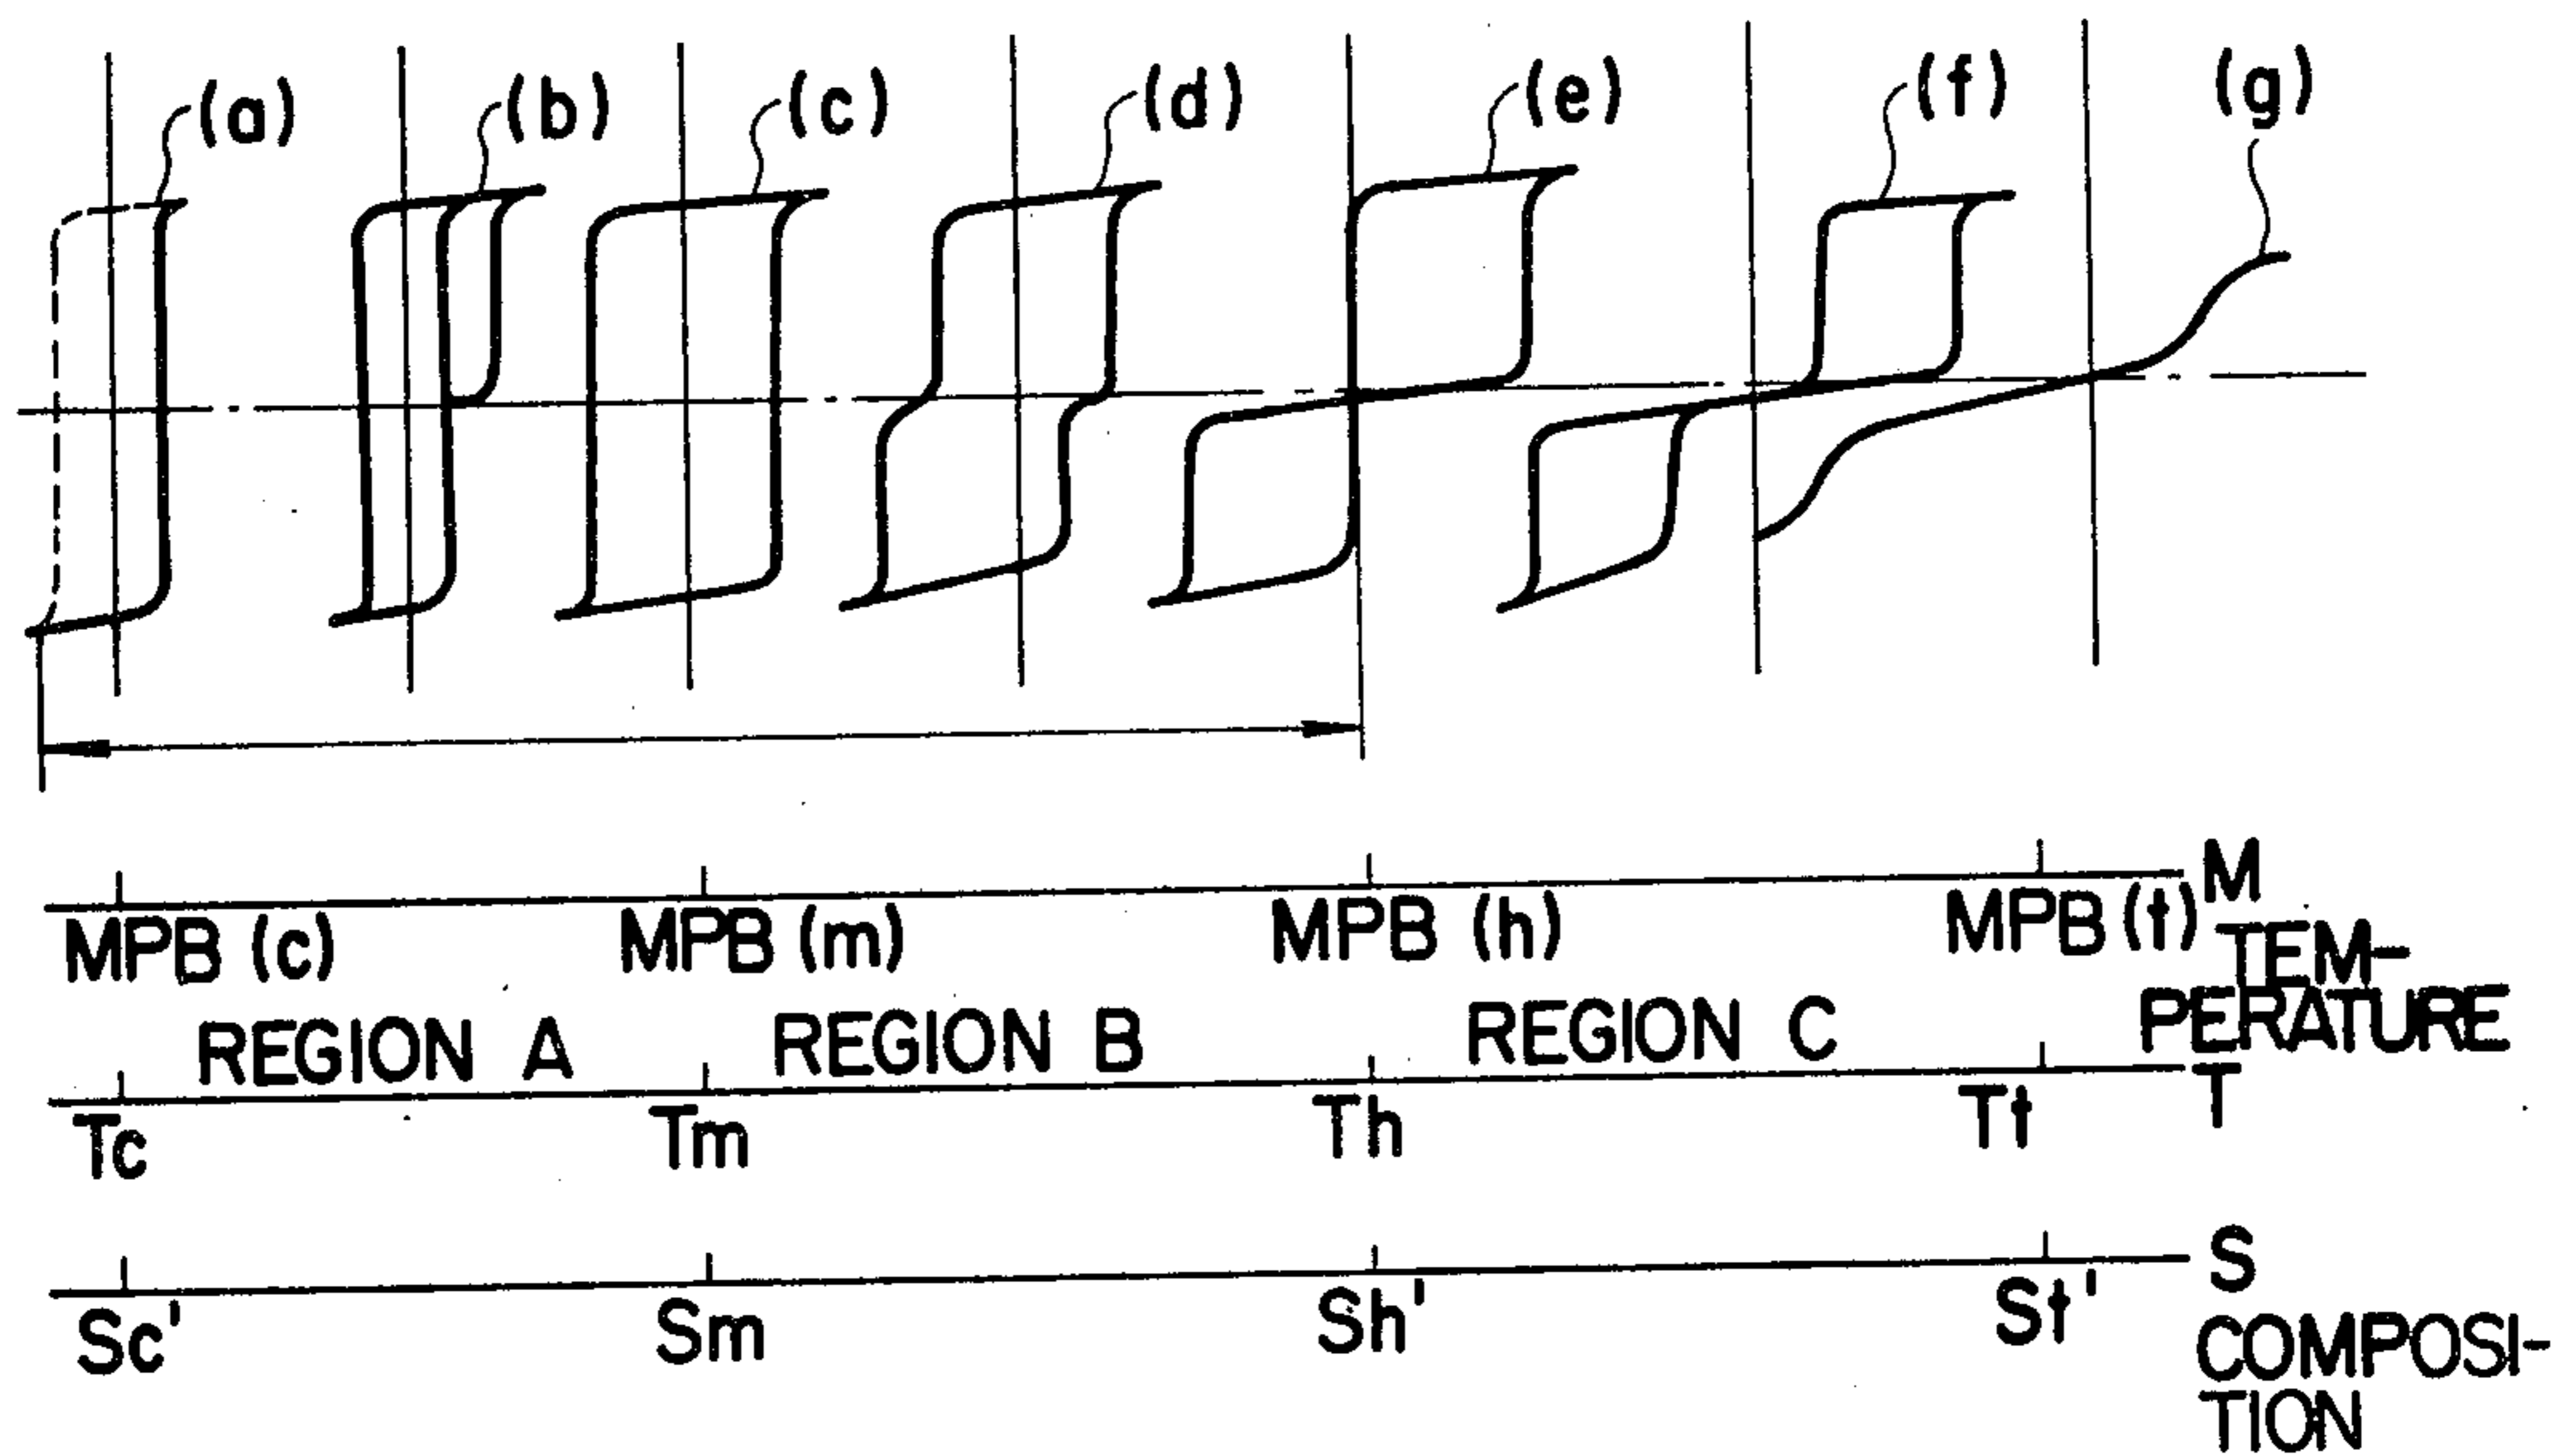 (a) (b) (c) (d) (e) (f) (g)
M
MPB (c) MPB (m) MPB (h) MPB (t)
TEM-
PERATURE
REGION A REGION B REGION C
T
Tc Tm Th Tt
S
Sc' Sm Sh' St'
COMPOSI-
TION